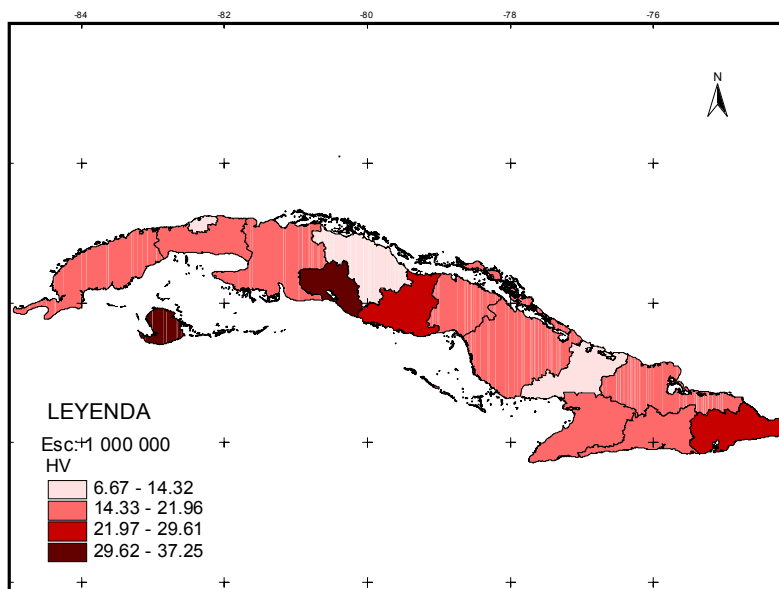 -84 -82 -80 -78 -76
N
LEYENDA
Esc: 1 000 000
HV
6.67 - 14.32
14.33 - 21.96
21.97 - 29.61
29.62 - 37.25